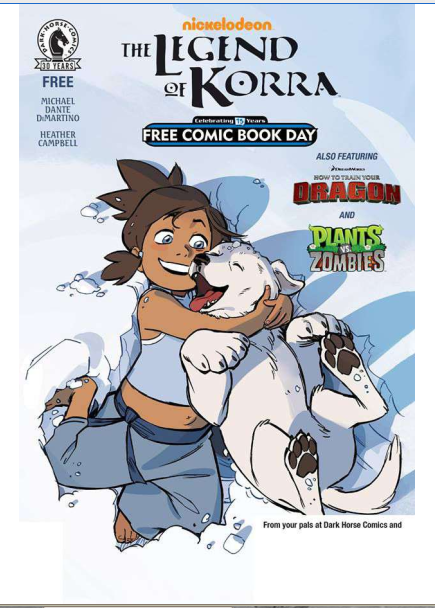 nickelodeon
THE LEGEND
OF KORRA
DARK HORSE COMICS
30 YEARS
FREE
MICHAEL
DANTE
DiMARTINO
HEATHER
CAMPBELL
Celebrating 15 Years
FREE COMIC BOOK DAY
ALSO FEATURING
DREAMWORKS
HOW TO TRAIN YOUR
DRAGON
AND
PLANTS
VS.
ZOMBIES
From your pals at Dark Horse Comics and